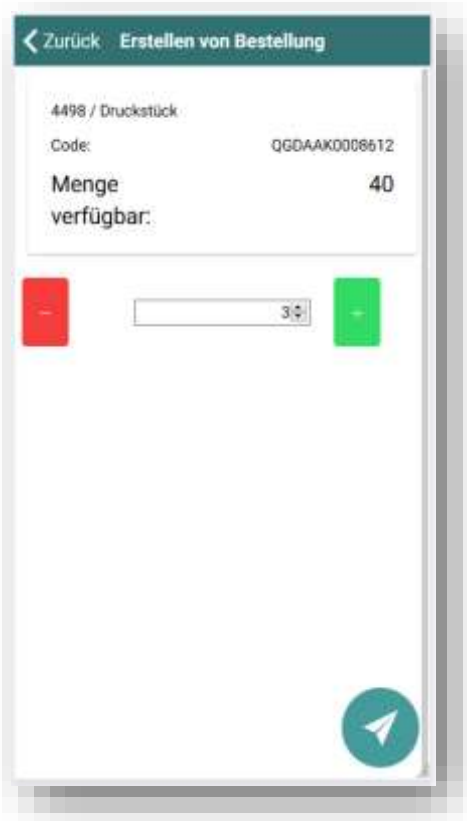 Zurück Erstellen von Bestellung
4498 / Druckstück
Code: QGDAAK0008612
Menge 40
verfügbar:
− 3 +